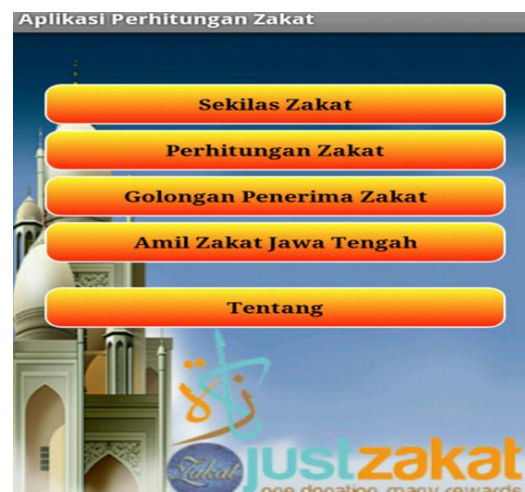 Aplikasi Perhitungan Zakat
Sekilas Zakat
Perhitungan Zakat
Golongan Penerima Zakat
Amil Zakat Jawa Tengah
Tentang
زكاة
Zakat
justzakat
one donation many rewards